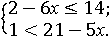 2 − 6x ≤ 14;
1 < 21 − 5x.